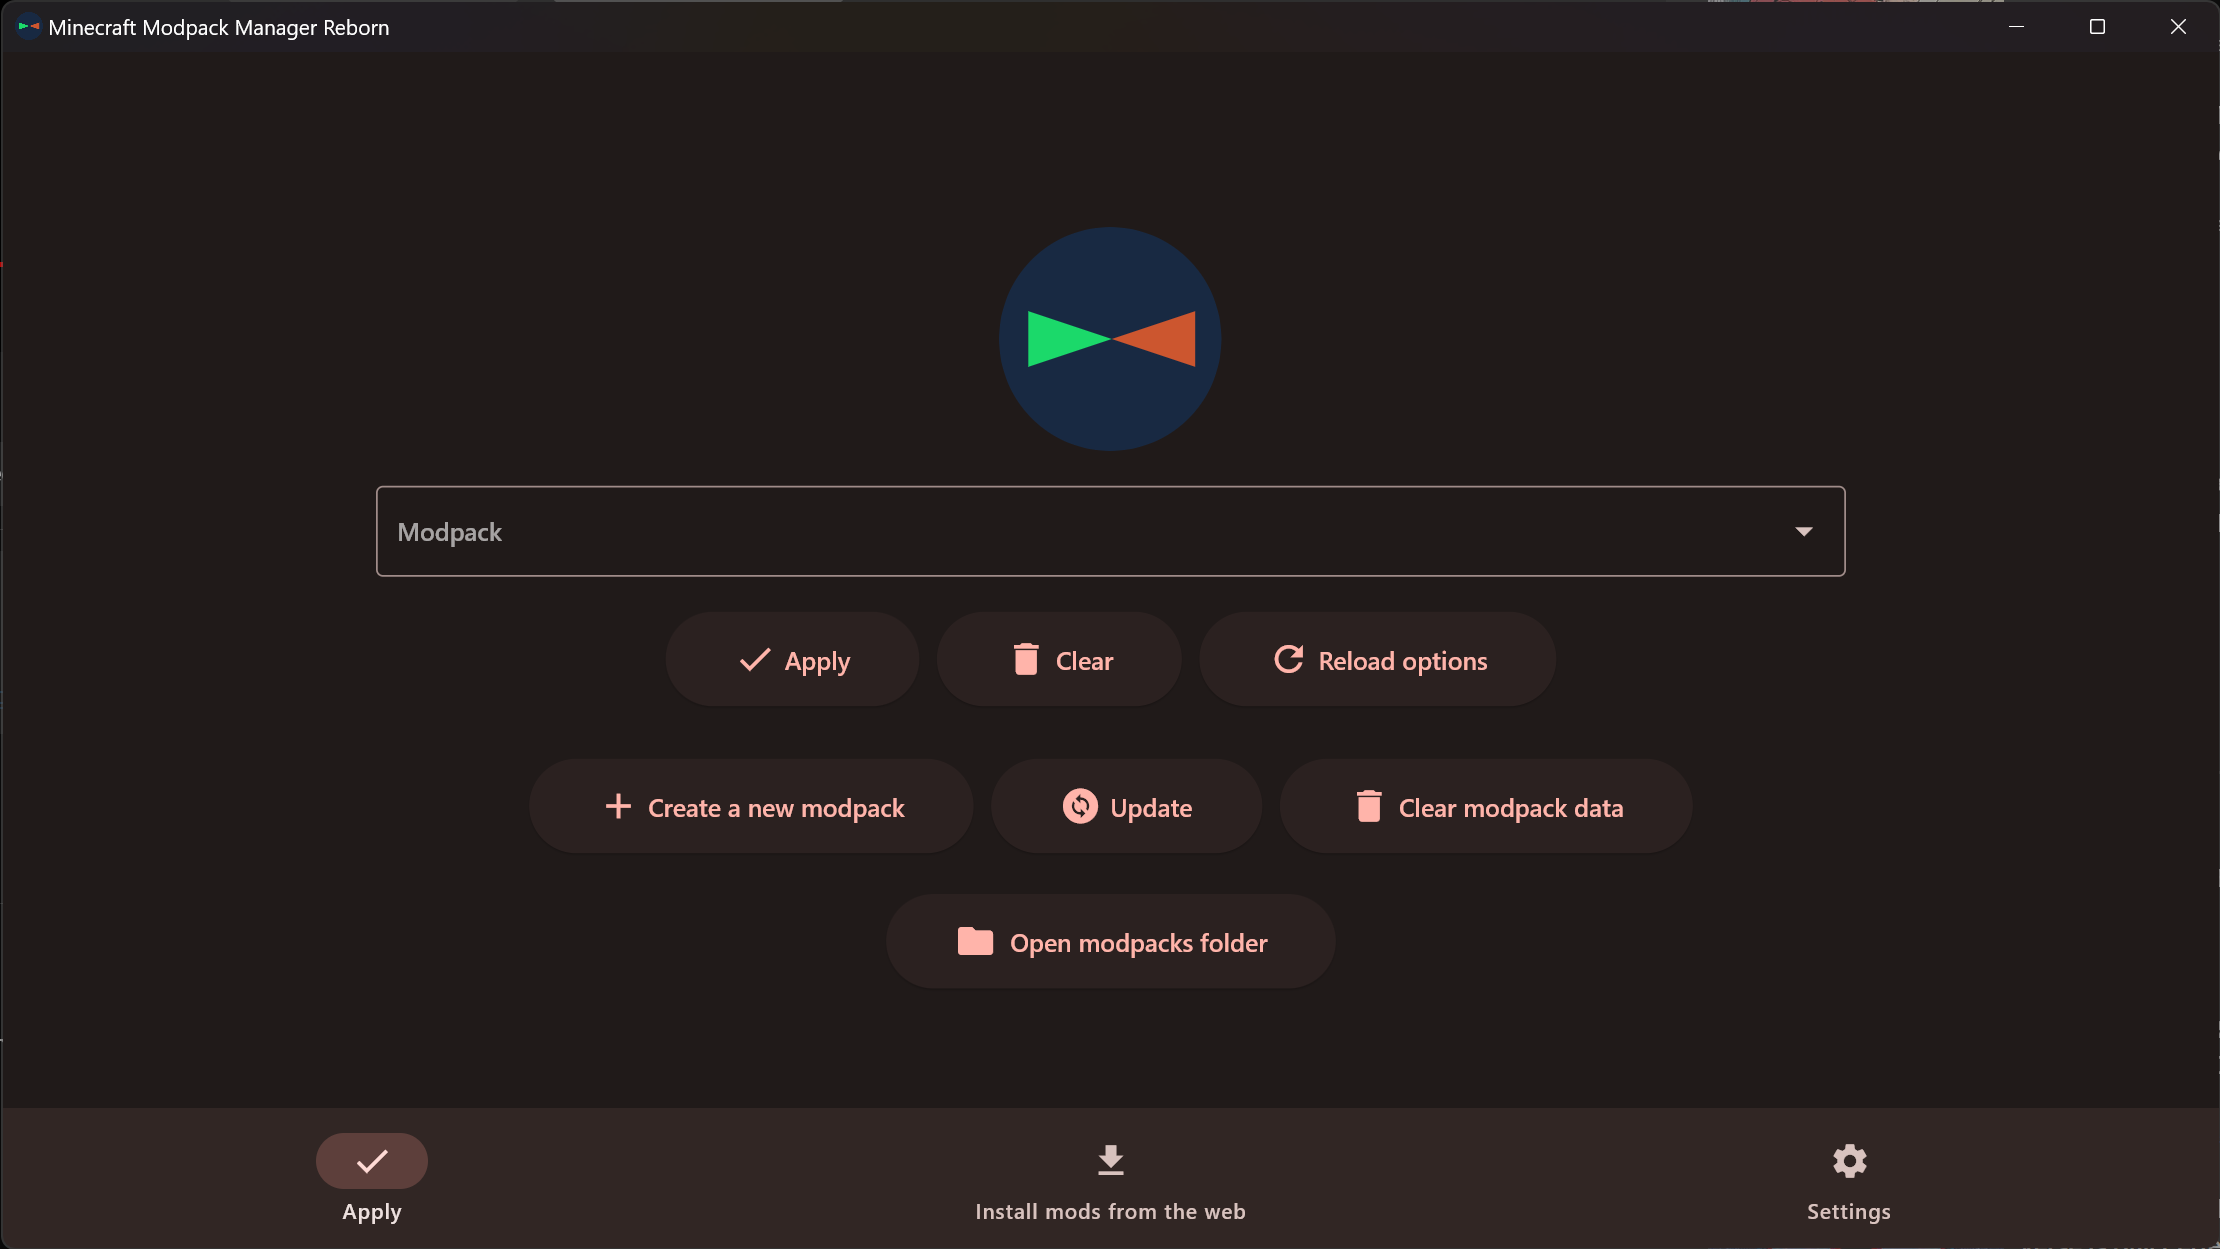 Minecraft Modpack Manager Reborn
Modpack
Apply
Clear
Reload options
Create a new modpack
Update
Clear modpack data
Open modpacks folder
Apply
Install mods from the web
Settings